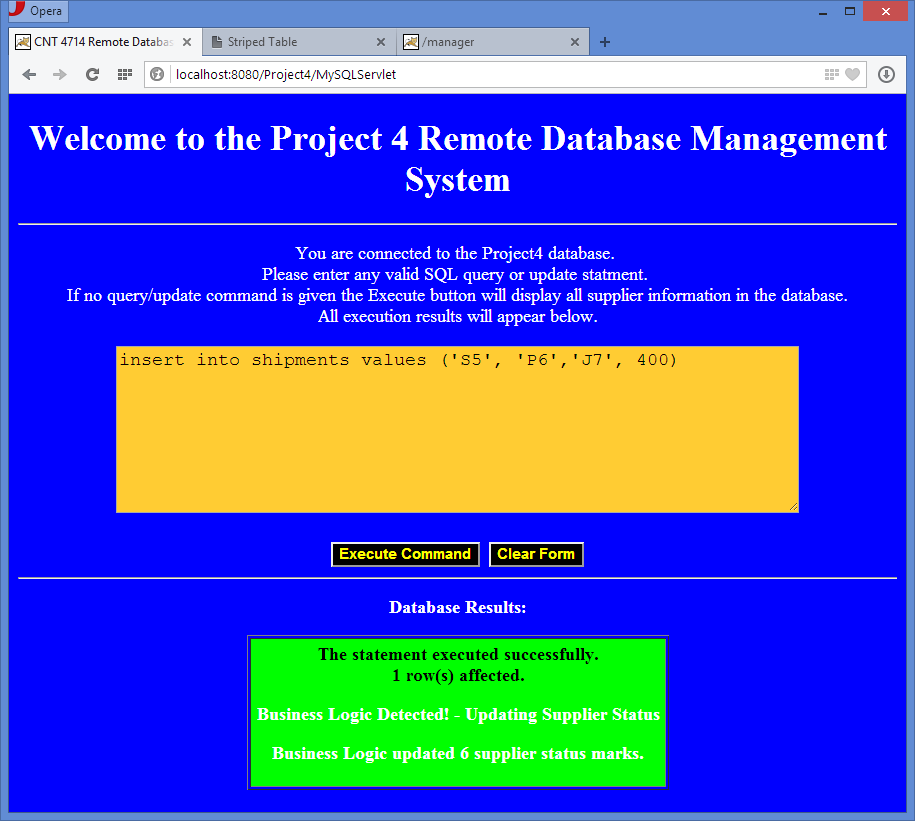 Opera
CNT 4714 Remote Databas
Striped Table
/manager
localhost:8080/Project4/MySQLServlet
Welcome to the Project 4 Remote Database Management
System
You are connected to the Project4 database.
Please enter any valid SQL query or update statment.
If no query/update command is given the Execute button will display all supplier information in the database.
All execution results will appear below.
insert into shipments values ('S5', 'P6','J7', 400)
Execute Command Clear Form
Database Results:
The statement executed successfully.
1 row(s) affected.
Business Logic Detected! - Updating Supplier Status
Business Logic updated 6 supplier status marks.